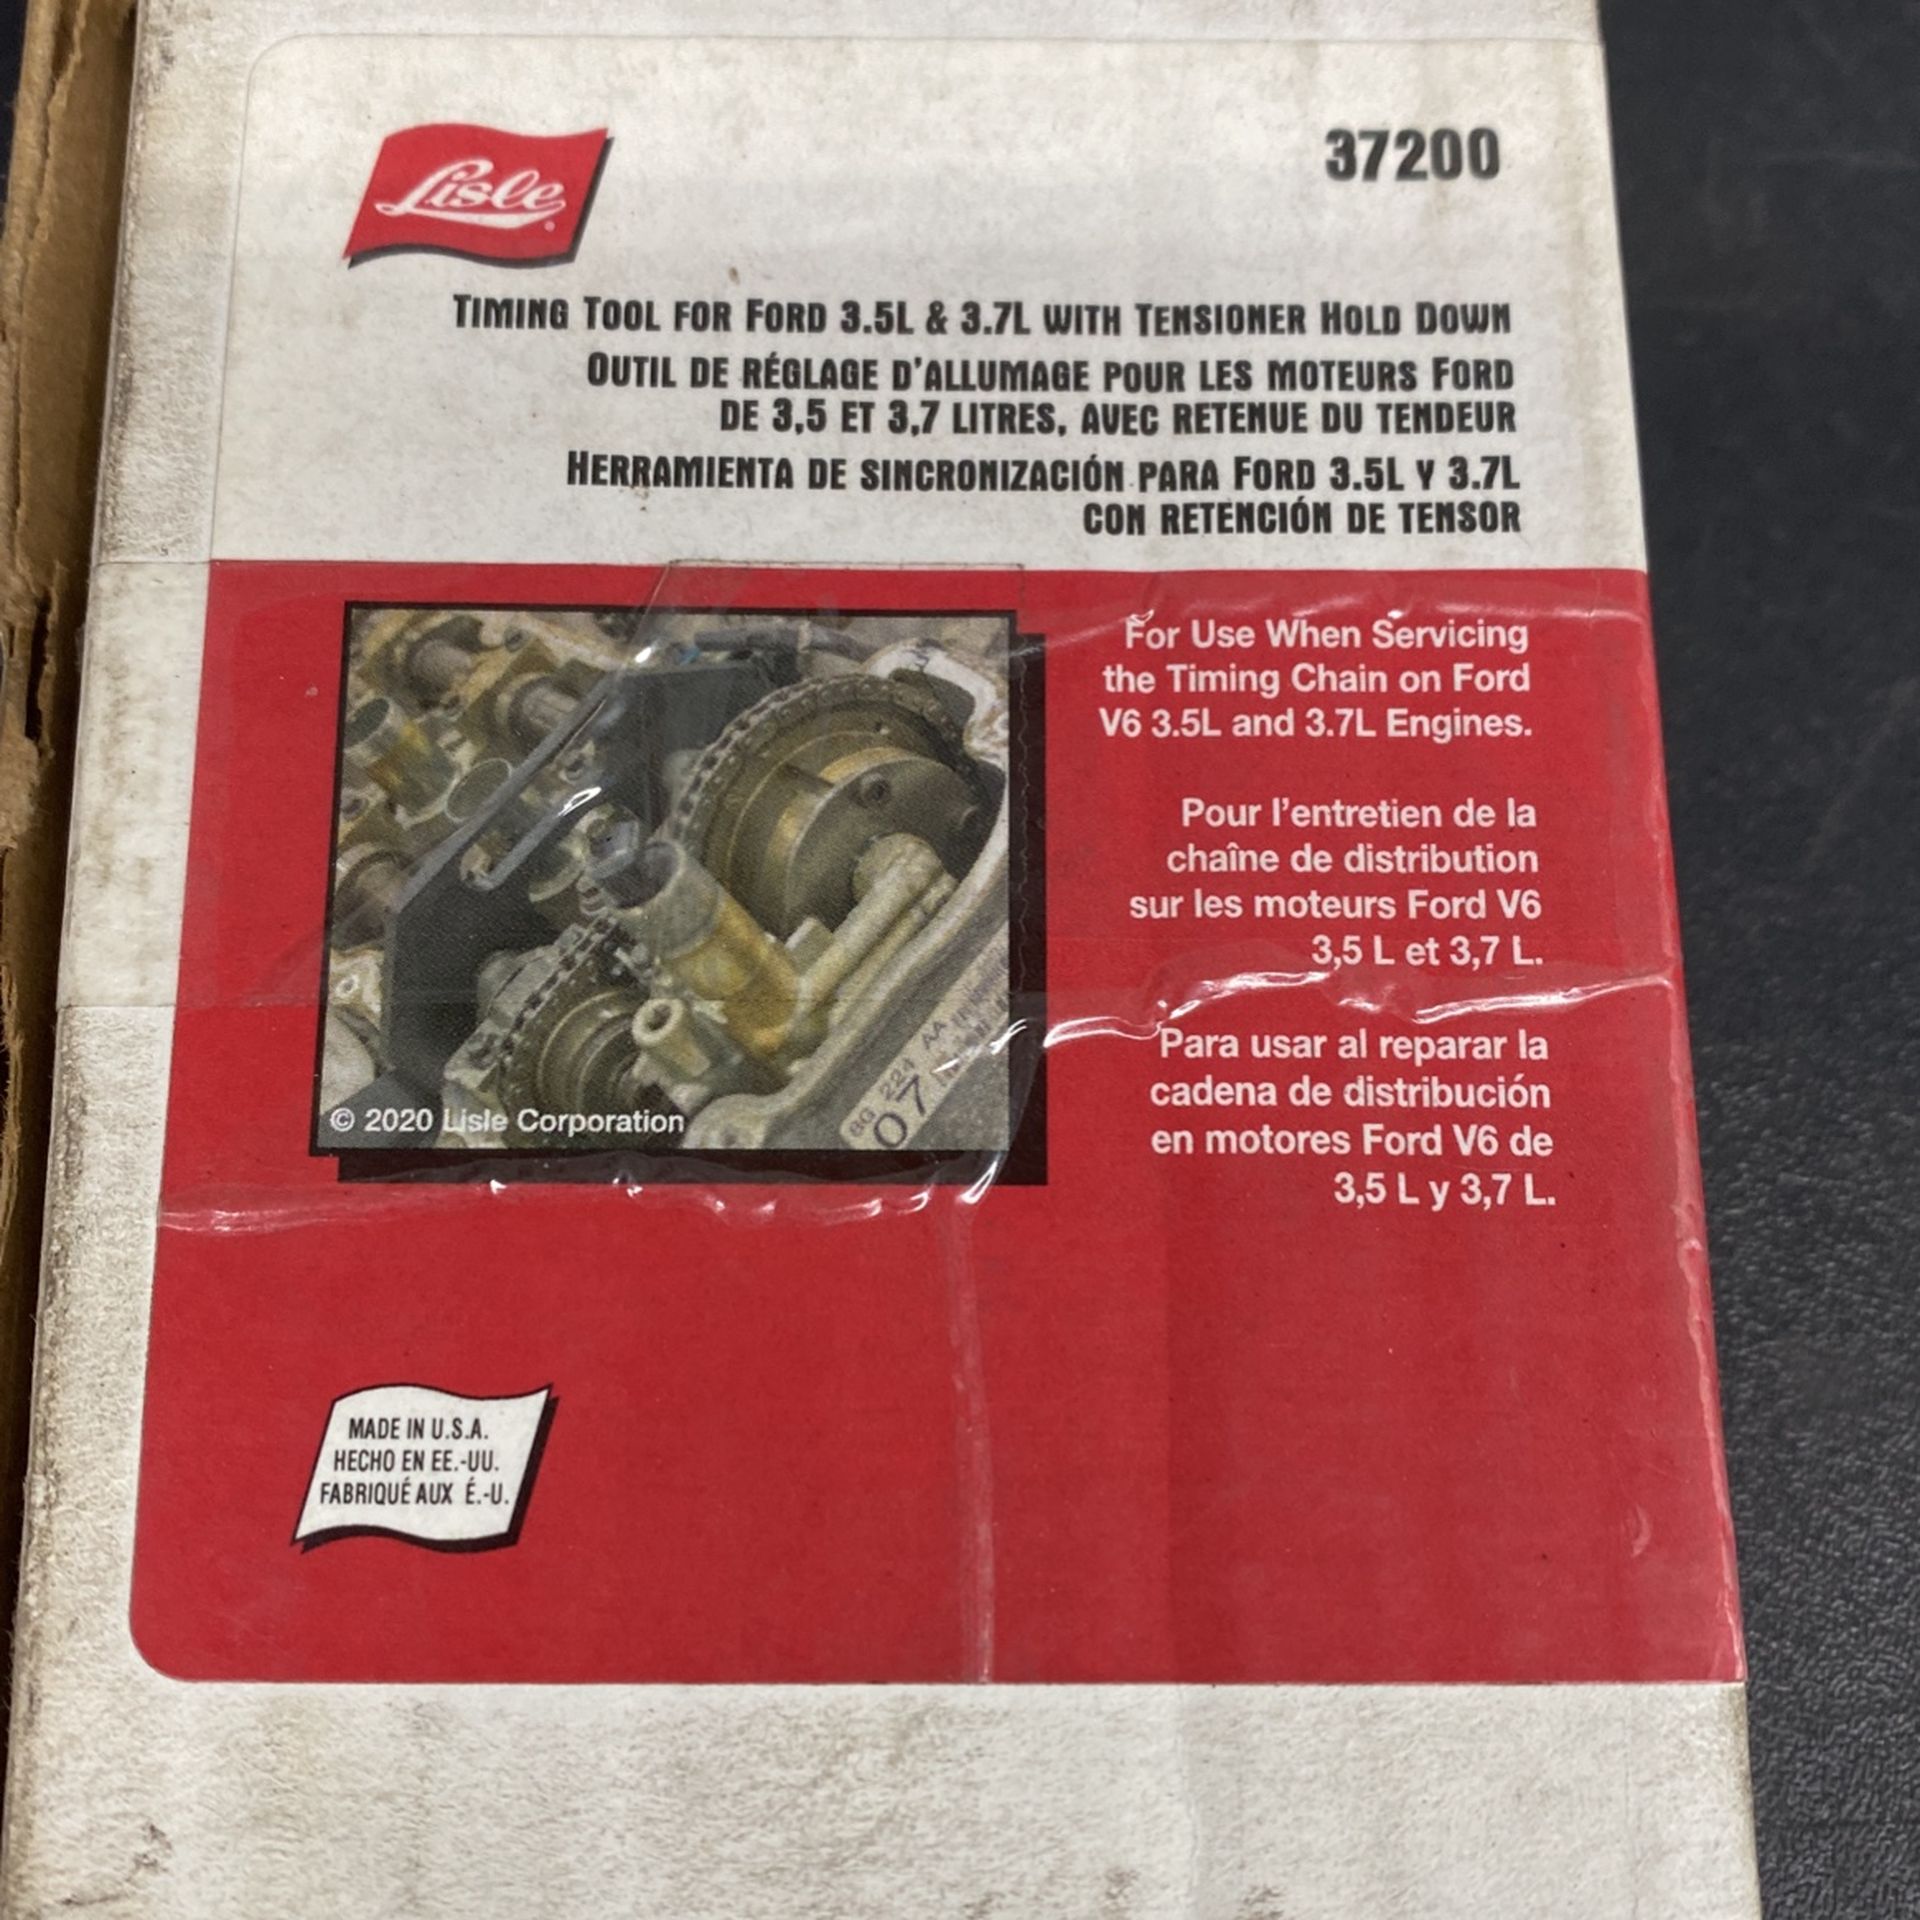 Lisle
37200
TIMING TOOL FOR FORD 3.5L & 3.7L WITH TENSIONER HOLD DOWN
OUTIL DE RÉGLAGE D'ALLUMAGE POUR LES MOTEURS FORD
DE 3,5 ET 3,7 LITRES, AVEC RETENUE DU TENDEUR
HERRAMIENTA DE SINCRONIZACIÓN PARA FORD 3.5L Y 3.7L
CON RETENCIÓN DE TENSOR
For Use When Servicing
the Timing Chain on Ford
V6 3.5L and 3.7L Engines.
Pour l'entretien de la
chaîne de distribution
sur les moteurs Ford V6
3,5 L et 3,7 L.
Para usar al reparar la
cadena de distribución
en motores Ford V6 de
3,5 L y 3,7 L.
8G 224 AA
07
© 2020 Lisle Corporation
MADE IN U.S.A.
HECHO EN EE.-UU.
FABRIQUÉ AUX É.-U.